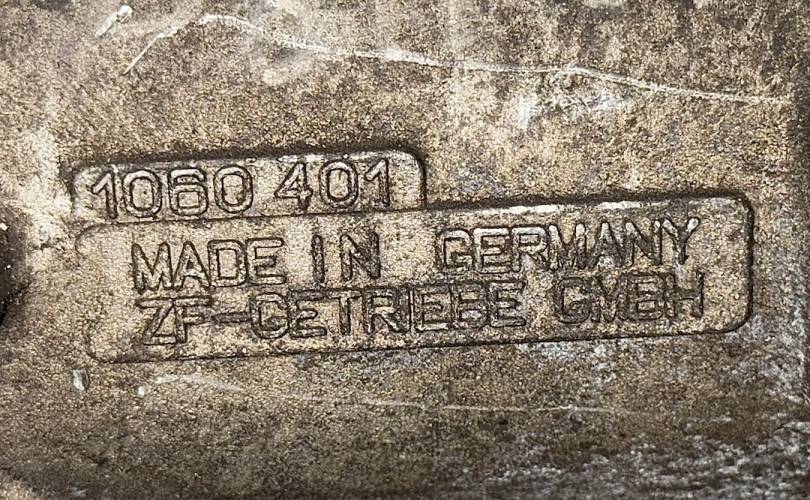 1060 401
MADE IN GERMANY
ZF-GETRIEBE GMBH